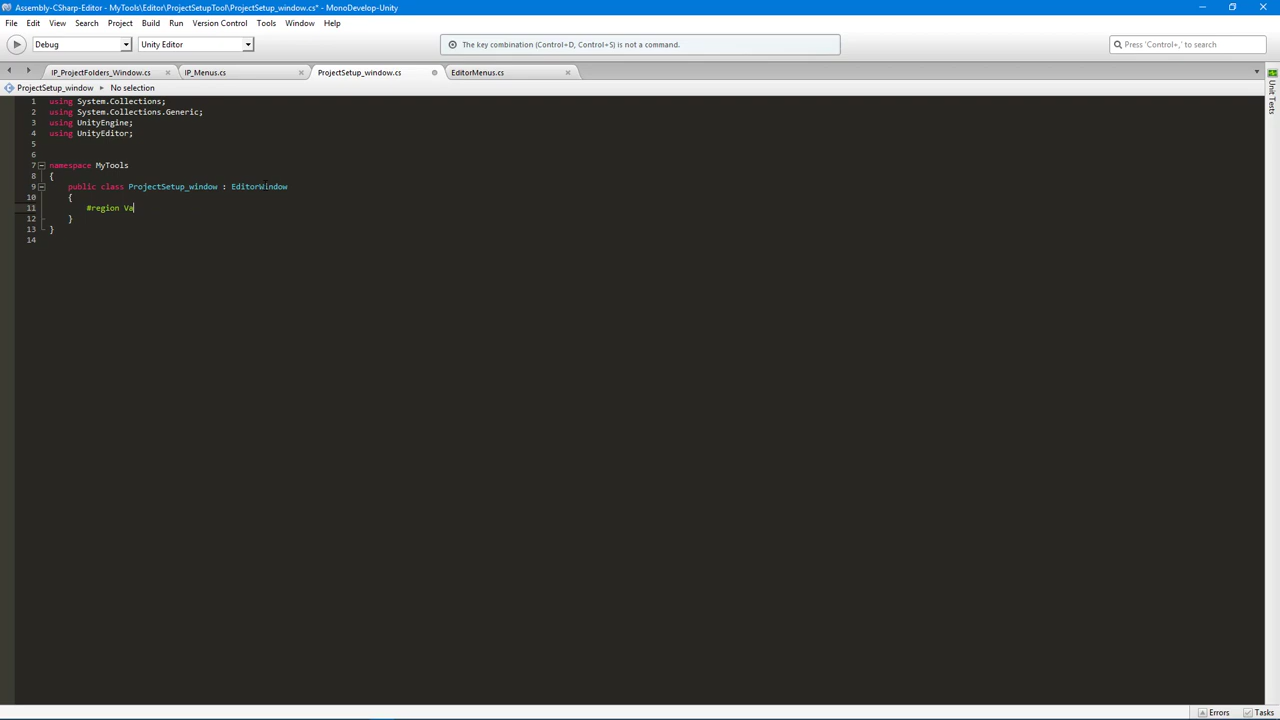 Assembly-CSharp-Editor - MyTools\Editor\ProjectSetupTool\ProjectSetup_window.cs* - MonoDevelop-Unity
File Edit View Search Project Build Run Version Control Tools Window Help
Debug Unity Editor The key combination (Control+D, Control+S) is not a command. Press 'Control+,' to search
IP_ProjectFolders_Window.cs IP_Menus.cs ProjectSetup_window.cs EditorMenus.cs
ProjectSetup_window No selection
Unit Tests
1 using System.Collections;
2 using System.Collections.Generic;
3 using UnityEngine;
4 using UnityEditor;
5
6
7 namespace MyTools
8 {
9 public class ProjectSetup_window : EditorWindow
10 {
11 #region Va
12 }
13 }
14
Errors Tasks